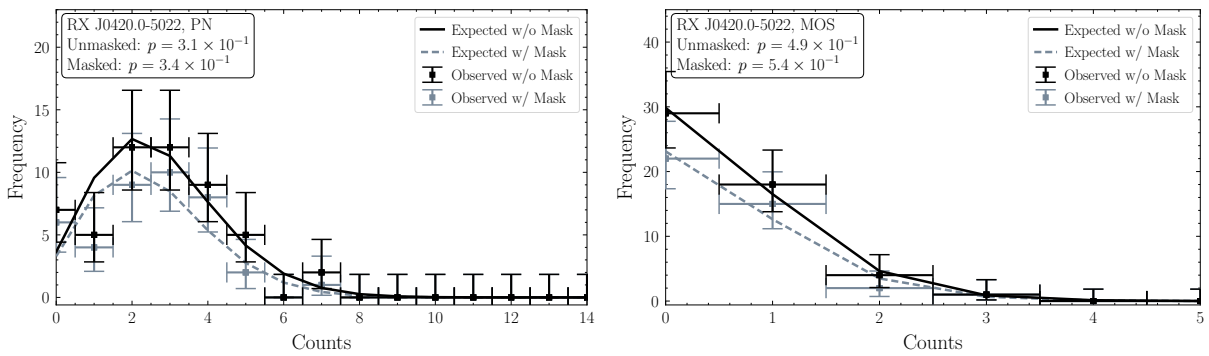 RX J0420.0-5022, PN
Unmasked: p = 3.1 × 10⁻¹
Masked: p = 3.4 × 10⁻¹
Expected w/o Mask
Expected w/ Mask
Observed w/o Mask
Observed w/ Mask
Frequency
20
15
10
5
0
0 2 4 6 8 10 12 14
Counts
RX J0420.0-5022, MOS
Unmasked: p = 4.9 × 10⁻¹
Masked: p = 5.4 × 10⁻¹
Expected w/o Mask
Expected w/ Mask
Observed w/o Mask
Observed w/ Mask
Frequency
40
30
20
10
0
0 1 2 3 4 5
Counts